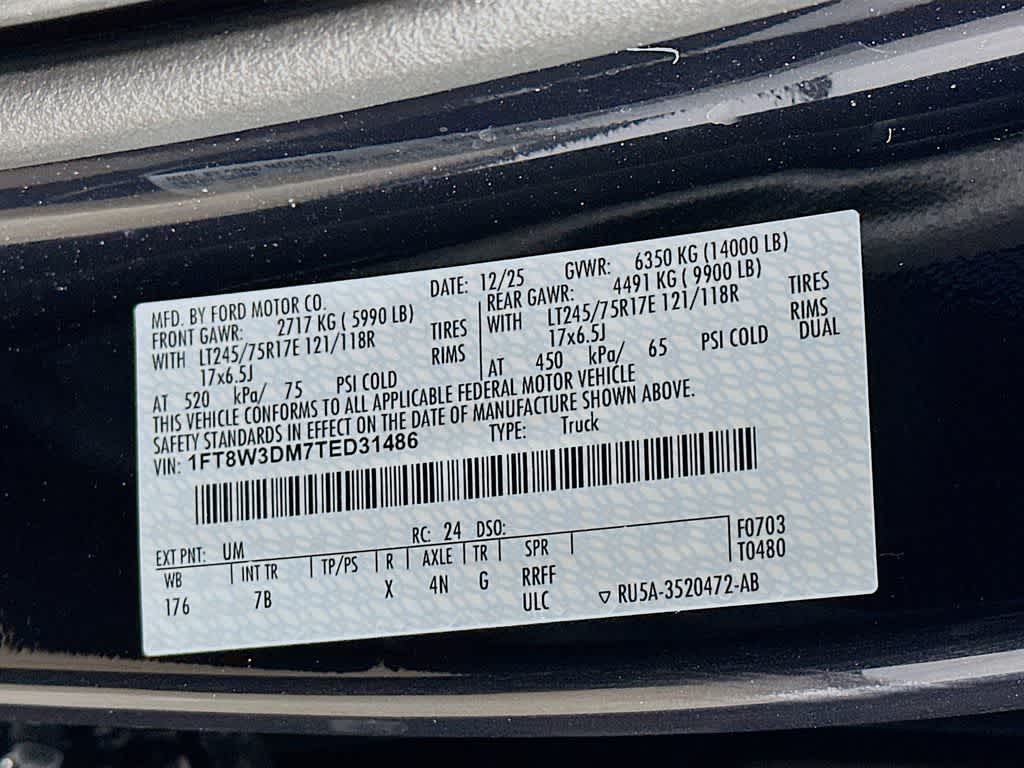 MFD. BY FORD MOTOR CO.
DATE: 12/25
GVWR: 6350 KG (14000 LB)
FRONT GAWR: 2717 KG ( 5990 LB)
REAR GAWR: 4491 KG ( 9900 LB)
WITH LT245/75R17E 121/118R TIRES
WITH LT245/75R17E 121/118R TIRES
17x6.5J RIMS
17x6.5J RIMS
AT 520 kPa/ 75 PSI COLD
AT 450 kPa/ 65 PSI COLD DUAL
THIS VEHICLE CONFORMS TO ALL APPLICABLE FEDERAL MOTOR VEHICLE
SAFETY STANDARDS IN EFFECT ON THE DATE OF MANUFACTURE SHOWN ABOVE.
VIN: 1FT8W3DM7TED31486 TYPE: Truck
EXT PNT: UM RC: 24 DSO:
WB INT TR TP/PS R AXLE TR SPR F0703
176 7B X 4N G RRFF T0480
ULC ▽ RU5A-3520472-AB